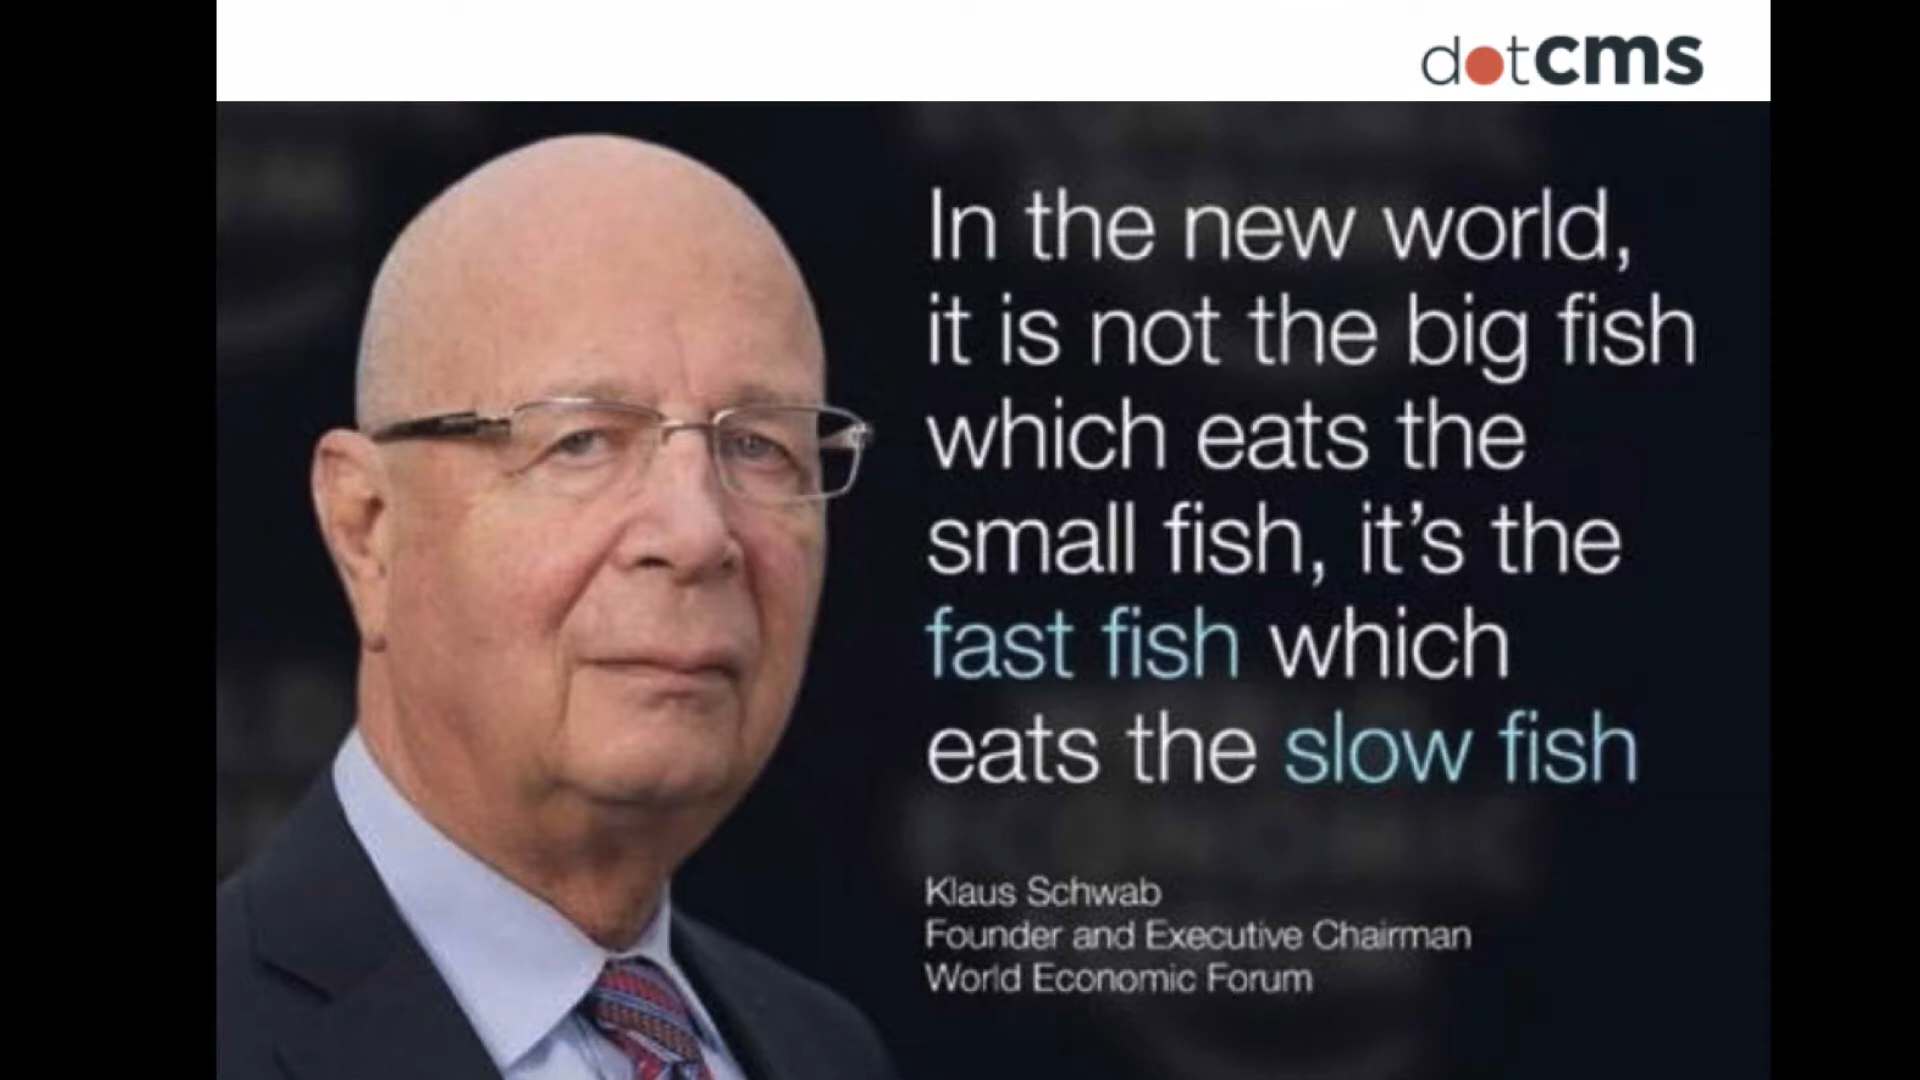 dotcms
In the new world,
it is not the big fish
which eats the
small fish, it’s the
fast fish which
eats the slow fish
Klaus Schwab
Founder and Executive Chairman
World Economic Forum